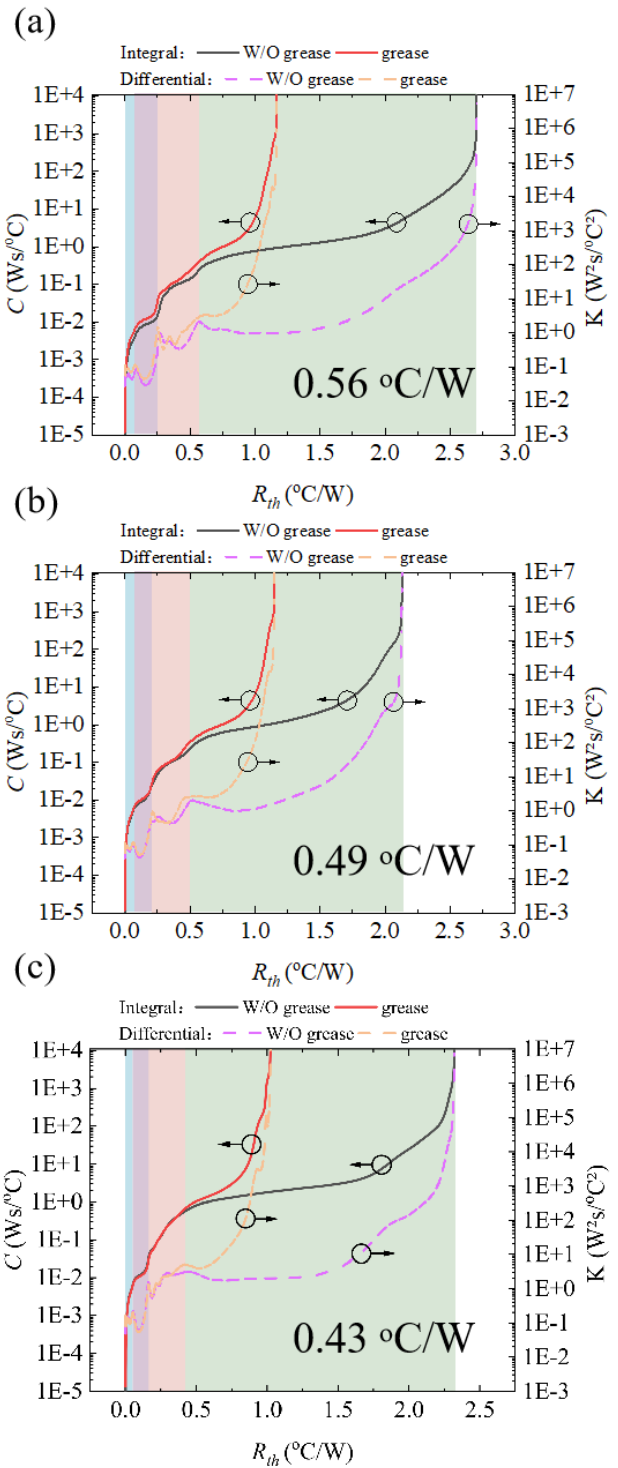 (a)
Integral: W/O grease grease
Differential: W/O grease grease
1E+4 1E+7
1E+3 1E+6
1E+2 1E+5
1E+1 1E+4
1E+0 1E+3
1E-1 1E+2
1E-2 1E+1
1E-3 1E+0
1E-4 1E-1
1E-5 1E-2
1E-3
C (Ws/°C)
K (W²s/°C²)
0.56 °C/W
0.0 0.5 1.0 1.5 2.0 2.5 3.0
Rth (°C/W)
(b)
Integral: W/O grease grease
Differential: W/O grease grease
1E+4 1E+7
1E+3 1E+6
1E+2 1E+5
1E+1 1E+4
1E+0 1E+3
1E-1 1E+2
1E-2 1E+1
1E-3 1E+0
1E-4 1E-1
1E-5 1E-2
1E-3
C (Ws/°C)
K (W²s/°C²)
0.49 °C/W
0.0 0.5 1.0 1.5 2.0 2.5 3.0
Rth (°C/W)
(c)
Integral: W/O grease grease
Differential: W/O grease grease
1E+4 1E+7
1E+3 1E+6
1E+2 1E+5
1E+1 1E+4
1E+0 1E+3
1E-1 1E+2
1E-2 1E+1
1E-3 1E+0
1E-4 1E-1
1E-5 1E-2
1E-3
C (Ws/°C)
K (W²s/°C²)
0.43 °C/W
0.0 0.5 1.0 1.5 2.0 2.5
Rth (°C/W)